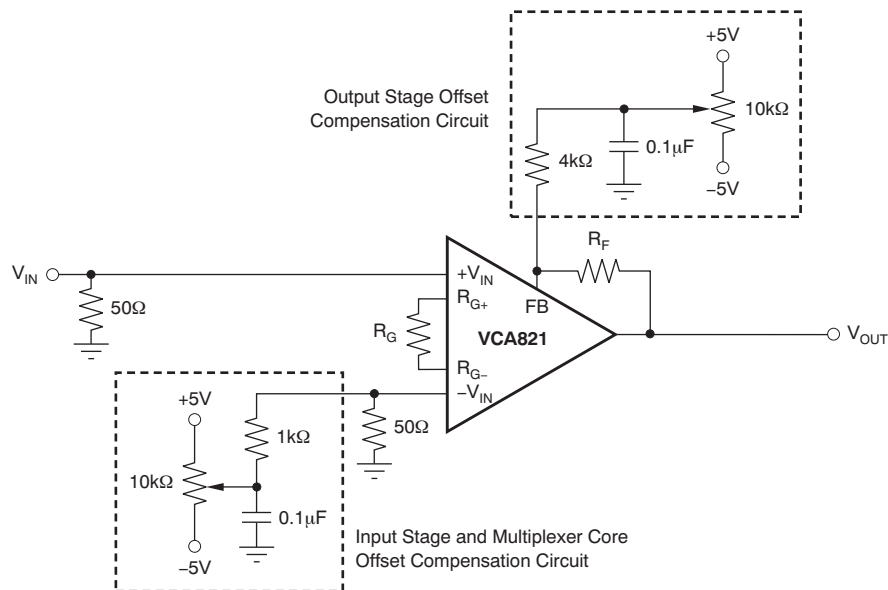 +5V
Output Stage Offset
Compensation Circuit
10kΩ
0.1μF
4kΩ
−5V
R_F
V_IN
+V_IN
R_G+
FB
50Ω
R_G
VCA821
V_OUT
R_G−
−V_IN
+5V
50Ω
1kΩ
10kΩ
0.1μF
−5V
Input Stage and Multiplexer Core
Offset Compensation Circuit